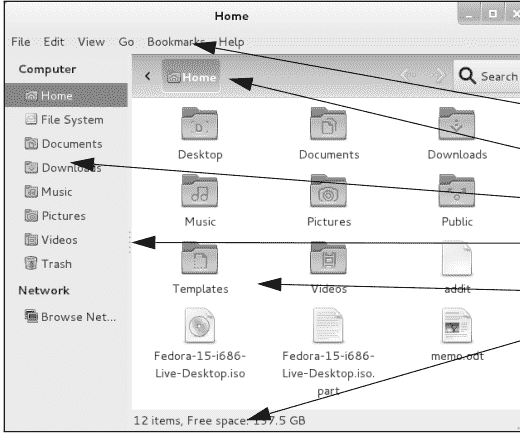 Home
File Edit View Go Bookmarks Help
Computer
Home
File System
Documents
Downloads
Music
Pictures
Videos
Trash
Network
Browse Net...
Home
Search
Desktop
Documents
Downloads
Music
Pictures
Public
Templates
Videos
addit
Fedora-15-i686-
Live-Desktop.iso
Fedora-15-i686-
Live-Desktop.iso.
part
memo.odt
12 items, Free space: 157.5 GB